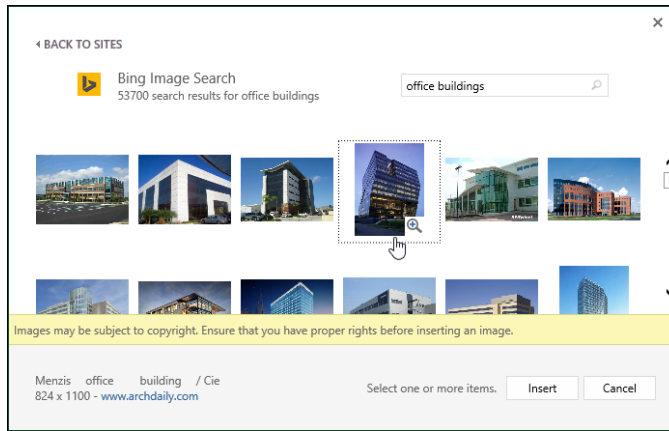 BACK TO SITES
Bing Image Search
53700 search results for office buildings
office buildings
Images may be subject to copyright. Ensure that you have proper rights before inserting an image.
Menzis office building / Cie
824 x 1100 - www.archdaily.com
Select one or more items.
Insert
Cancel